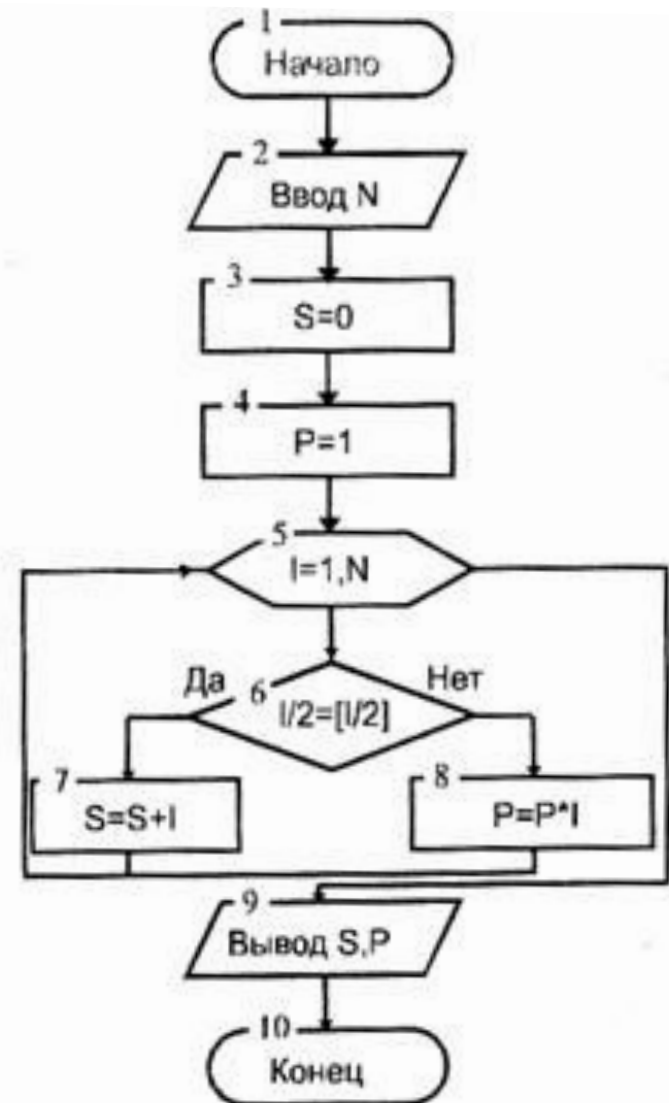 1
Начало
2
Ввод N
3
S=0
4
P=1
5
I=1,N
Да
6
Нет
I/2=[I/2]
7
S=S+I
8
P=P*I
9
Вывод S,P
10
Конец